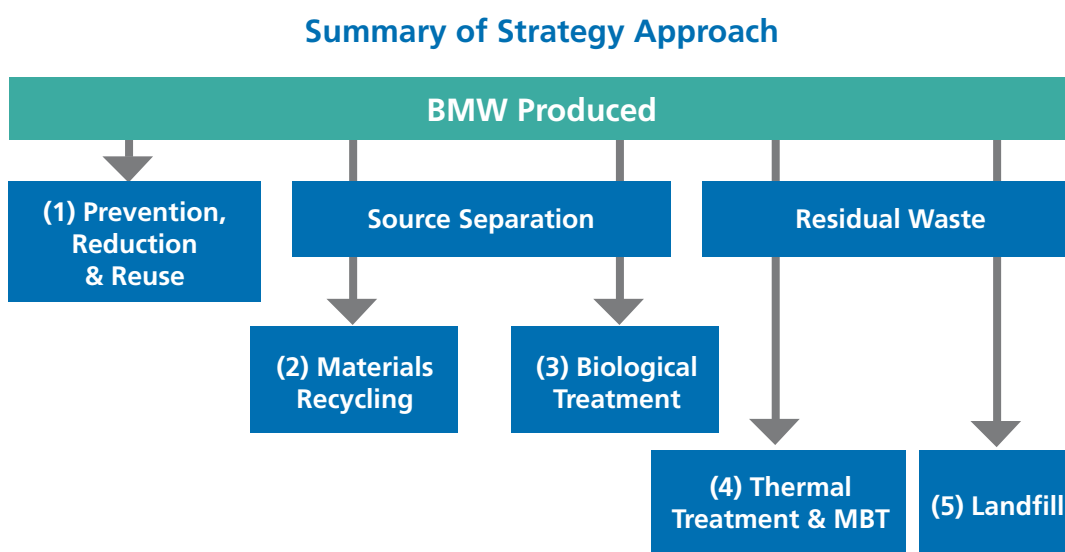 Summary of Strategy Approach
BMW Produced
(1) Prevention,
Reduction
& Reuse
Source Separation
Residual Waste
(2) Materials
Recycling
(3) Biological
Treatment
(4) Thermal
Treatment & MBT
(5) Landfill